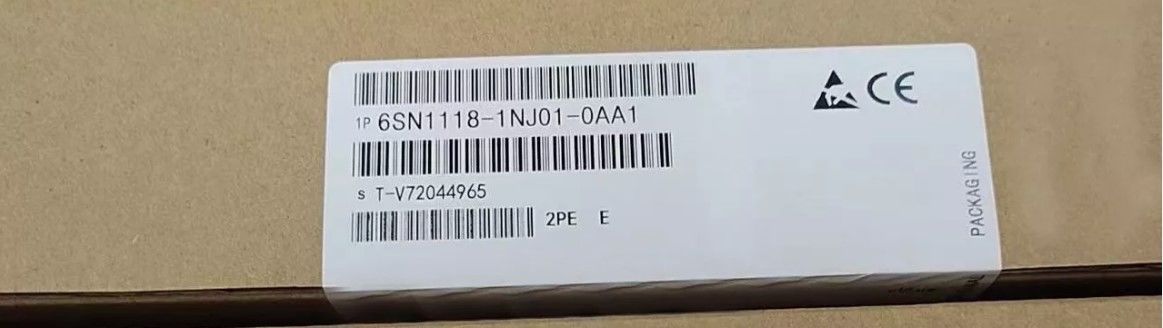 1P 6SN1118-1NJ01-0AA1
S T-V72044965
2PE E
CE
PACKAGING